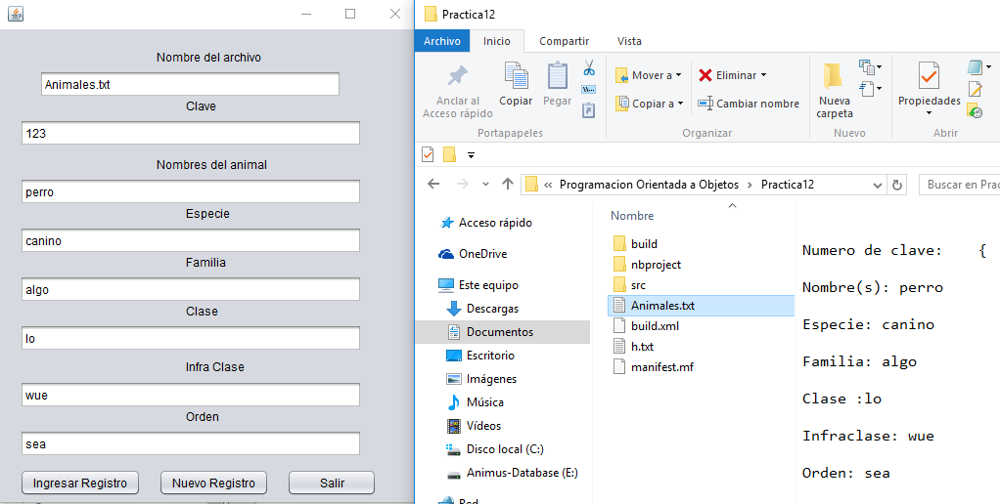 Nombre del archivo
Animales.txt
Clave
123
Nombres del animal
perro
Especie
canino
Familia
algo
Clase
lo
Infra Clase
wue
Orden
sea
Ingresar Registro
Nuevo Registro
Salir
Practica12
Archivo
Inicio
Compartir
Vista
Anclar al
Acceso rápido
Copiar
Pegar
Portapapeles
Mover a
Copiar a
Eliminar
Cambiar nombre
Organizar
Nueva
carpeta
Nuevo
Propiedades
Abrir
« Programacion Orientada a Objetos > Practica12
Buscar en Prac
Acceso rápido
OneDrive
Este equipo
Descargas
Documentos
Escritorio
Imágenes
Música
Vídeos
Disco local (C:)
Animus-Database (E:)
Red
Nombre
build
nbproject
src
Animales.txt
build.xml
h.txt
manifest.mf
Numero de clave: {
Nombre(s): perro
Especie: canino
Familia: algo
Clase :lo
Infraclase: wue
Orden: sea